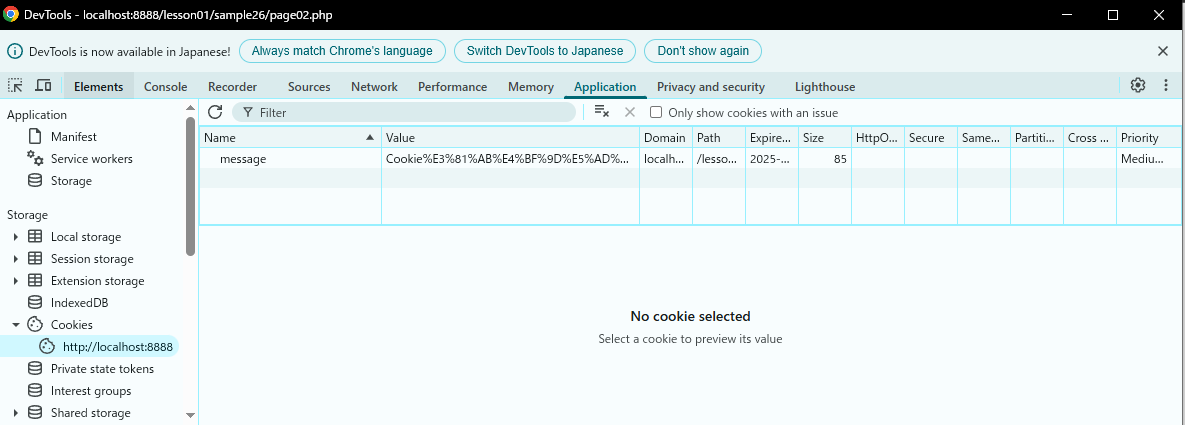 DevTools - localhost:8888/lesson01/sample26/page02.php
DevTools is now available in Japanese! Always match Chrome's language Switch DevTools to Japanese Don't show again
Elements Console Recorder Sources Network Performance Memory Application Privacy and security Lighthouse
Application
Manifest
Service workers
Storage
Storage
Local storage
Session storage
Extension storage
IndexedDB
Cookies
http://localhost:8888
Private state tokens
Interest groups
Shared storage
Filter Only show cookies with an issue
Name Value Domain Path Expire... Size HttpO... Secure Same... Partiti... Cross ... Priority
message Cookie%E3%81%AB%E4%BF%9D%E5%AD%... localh... /lesso... 2025-... 85 Mediu...
No cookie selected
Select a cookie to preview its value